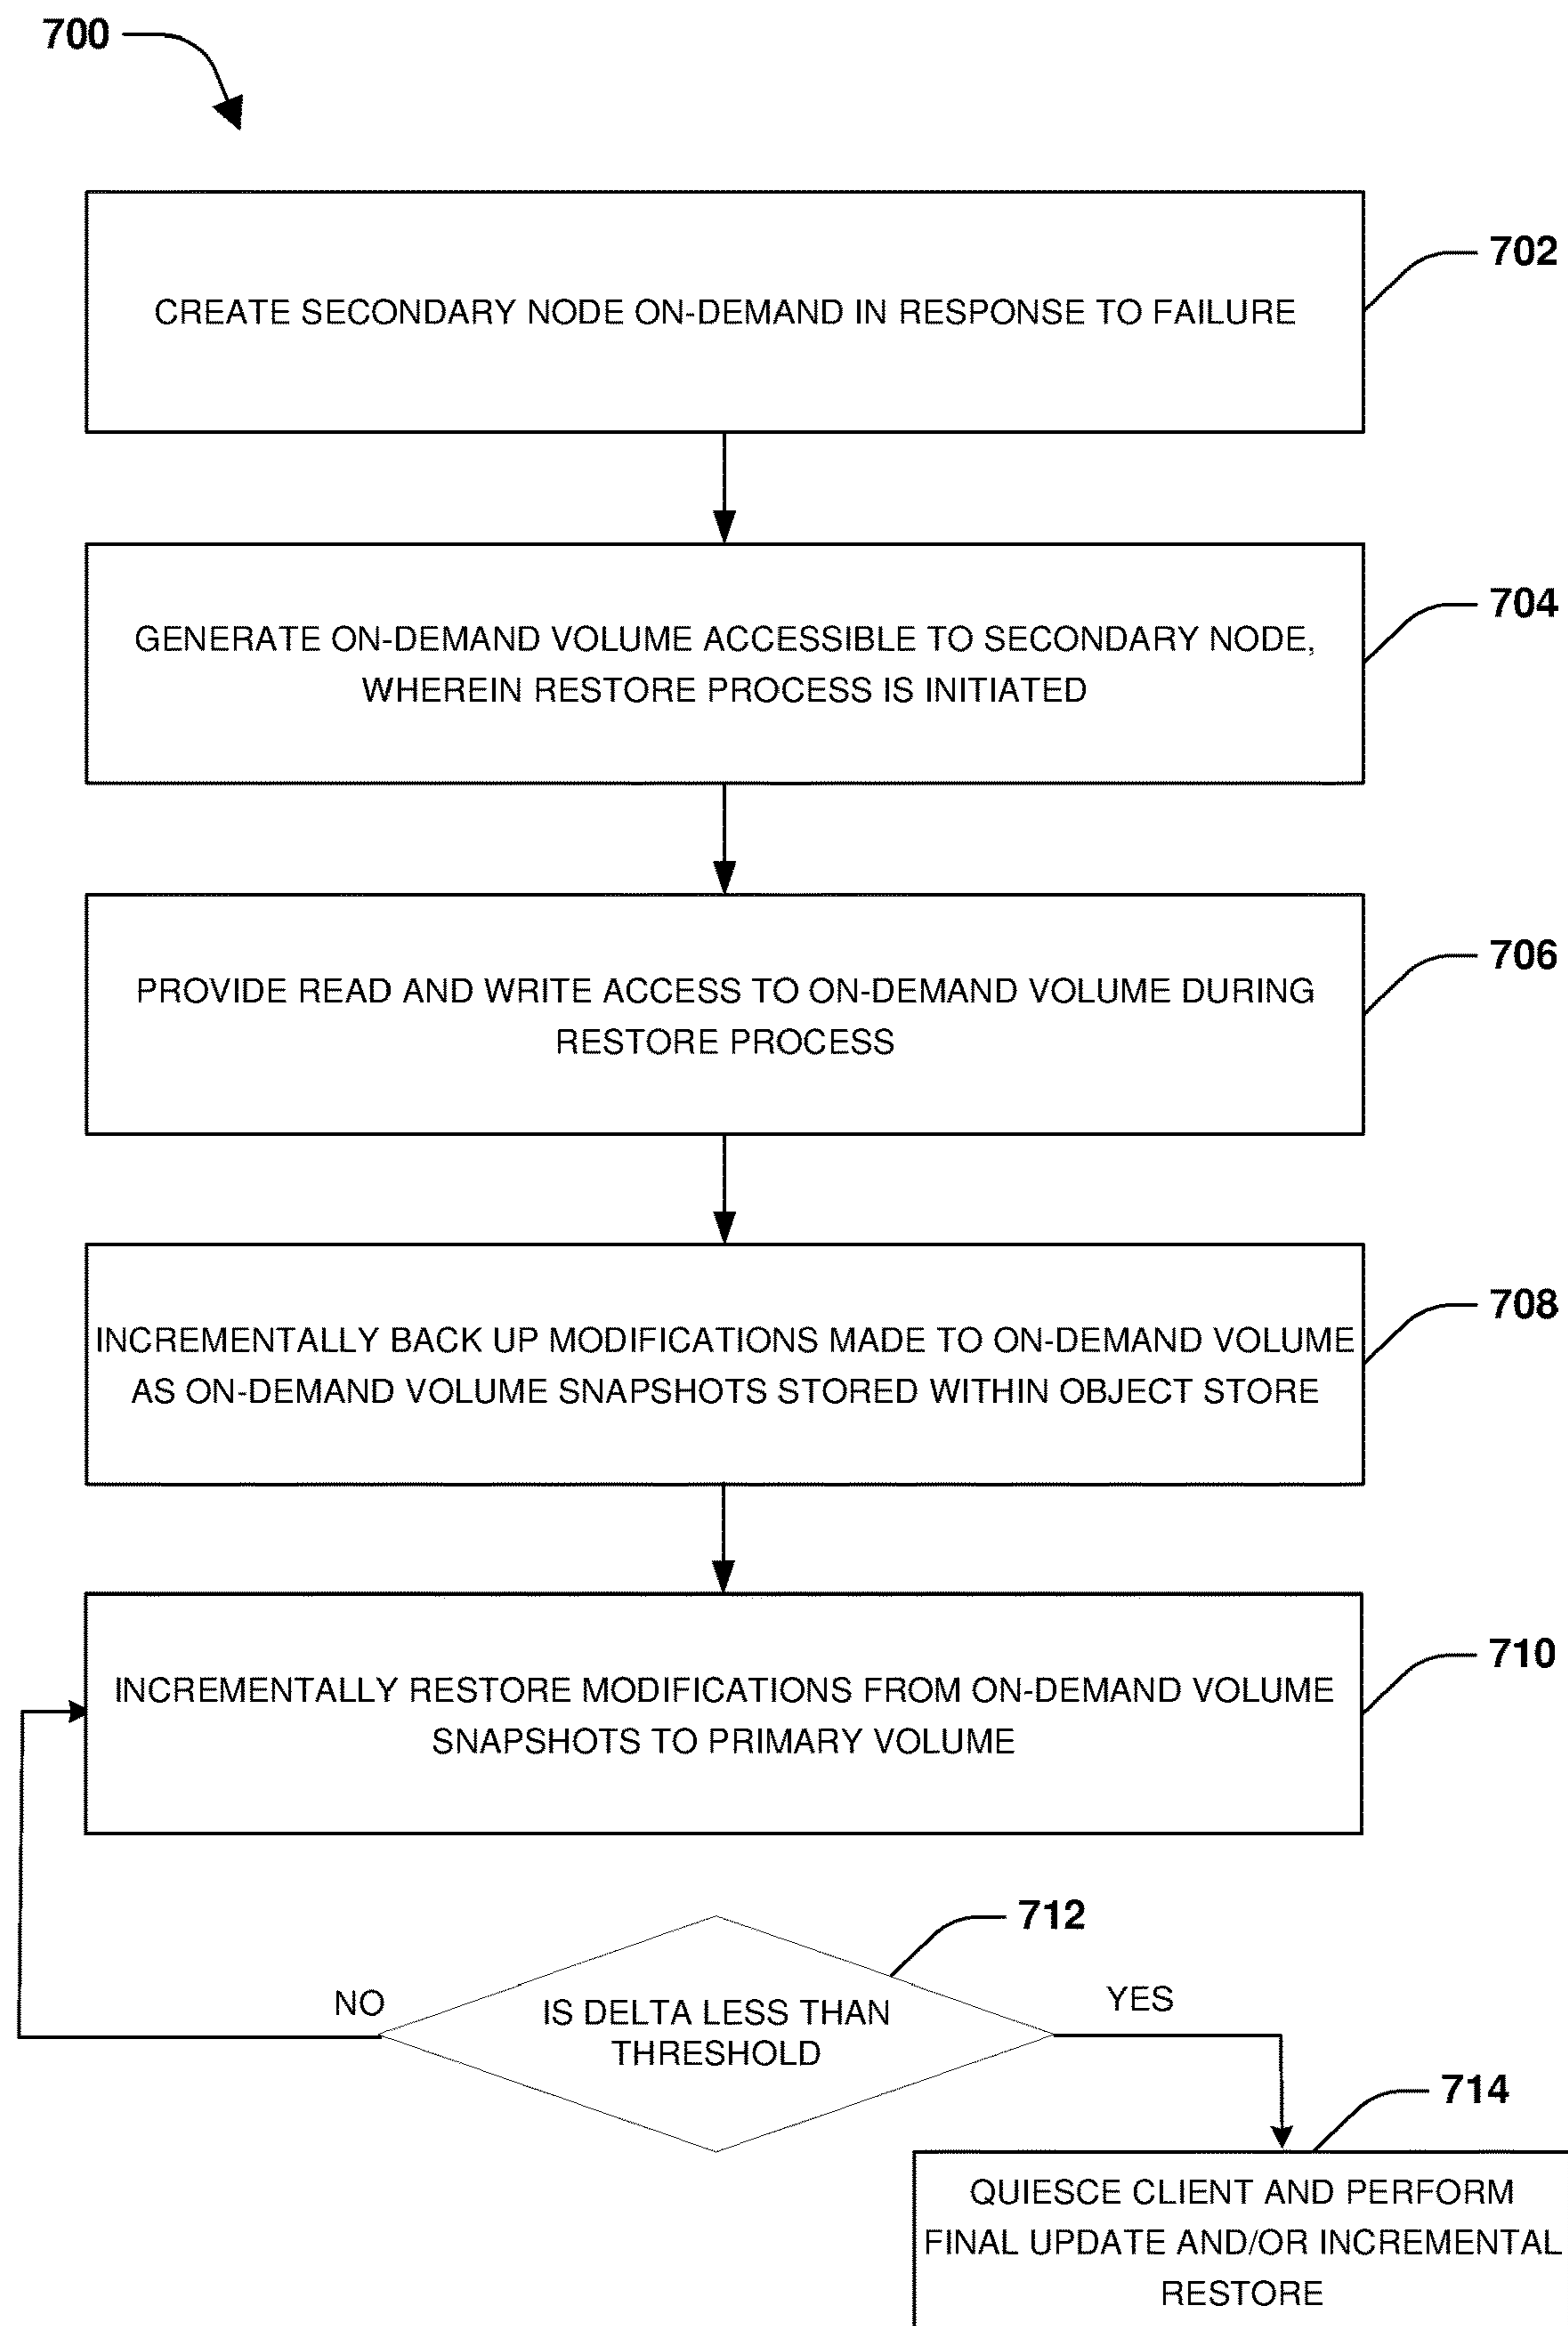 700
702
CREATE SECONDARY NODE ON-DEMAND IN RESPONSE TO FAILURE
704
GENERATE ON-DEMAND VOLUME ACCESSIBLE TO SECONDARY NODE,
WHEREIN RESTORE PROCESS IS INITIATED
706
PROVIDE READ AND WRITE ACCESS TO ON-DEMAND VOLUME DURING
RESTORE PROCESS
708
INCREMENTALLY BACK UP MODIFICATIONS MADE TO ON-DEMAND VOLUME
AS ON-DEMAND VOLUME SNAPSHOTS STORED WITHIN OBJECT STORE
710
INCREMENTALLY RESTORE MODIFICATIONS FROM ON-DEMAND VOLUME
SNAPSHOTS TO PRIMARY VOLUME
712
NO
YES
IS DELTA LESS THAN
THRESHOLD
714
QUIESCE CLIENT AND PERFORM
FINAL UPDATE AND/OR INCREMENTAL
RESTORE